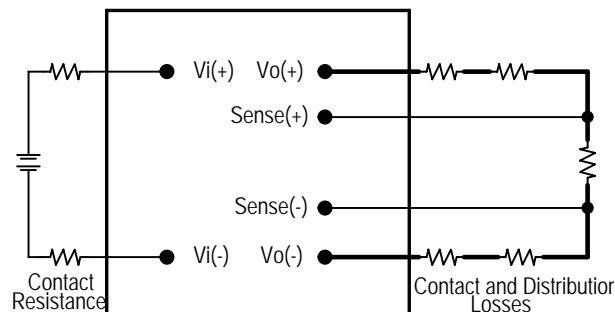 Vi(+) Vo(+)
Sense(+)
Sense(-)
Vi(-) Vo(-)
Contact
Resistance
Contact and Distribution
Losses